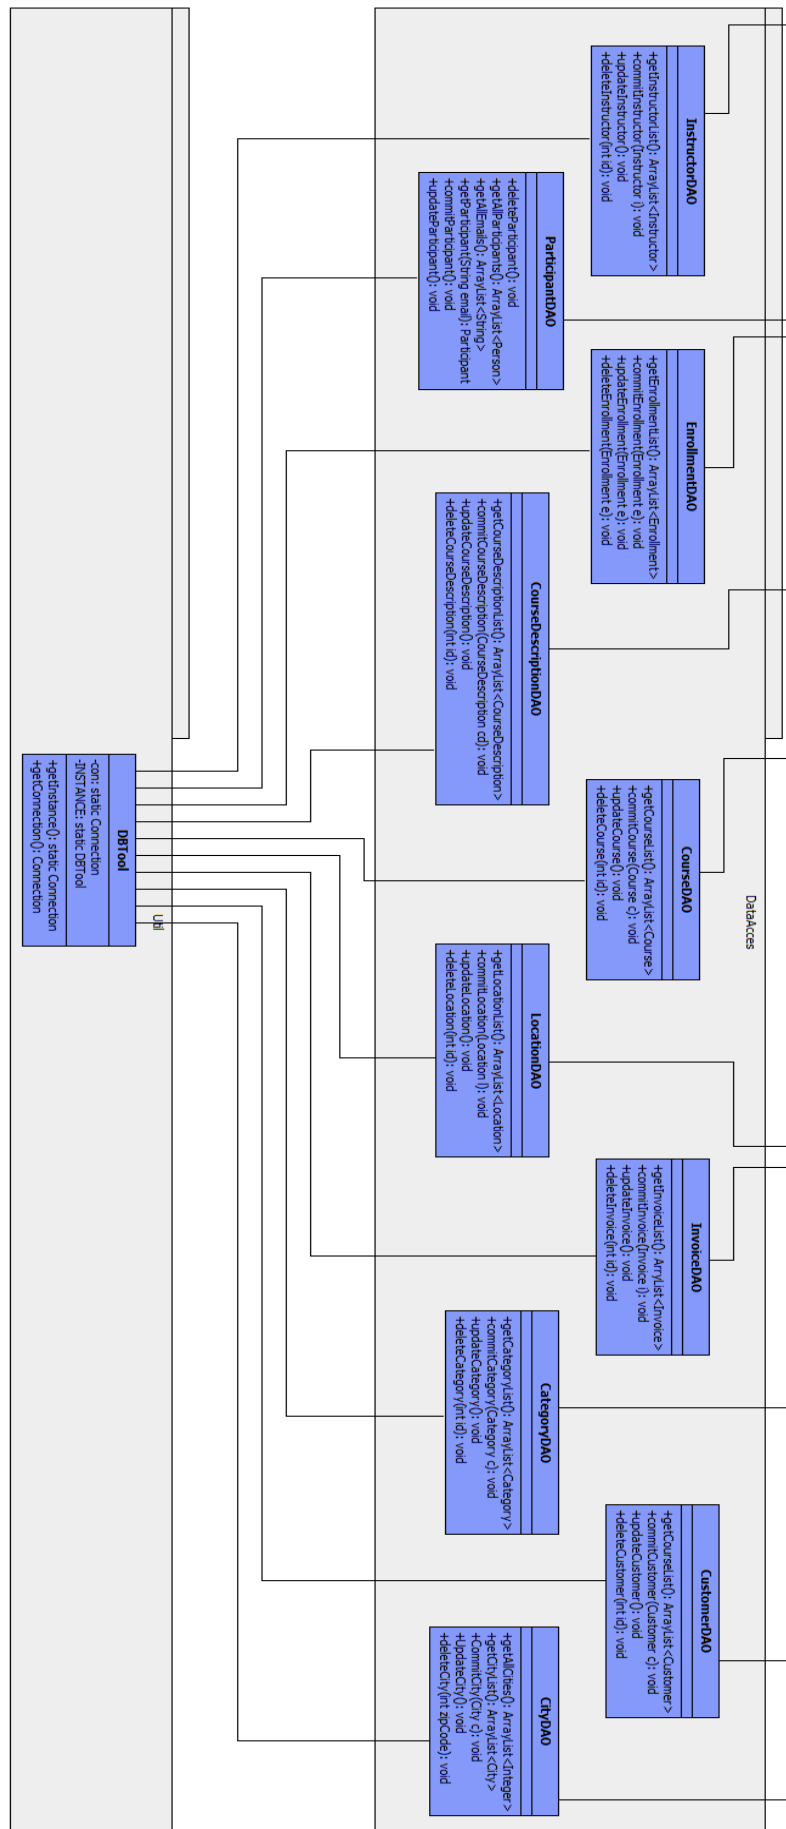 DataAcces
InstructorDAO
+getInstructorList(): ArrayList<Instructor>
+commitInstructor(Instructor i): void
+updateInstructor(): void
+deleteInstructor(int id): void
ParticipantDAO
+deleteParticipant(): void
+getAllParticipants(): ArrayList<Person>
+getAllEmails(): ArrayList<String>
+getParticipant(String email): Participant
+commitParticipant(): void
+updateParticipant(): void
EnrollmentDAO
+getEnrollmentList(): ArrayList<Enrollment>
+commitEnrollment(Enrollment e): void
+updateEnrollment(Enrollment e): void
+deleteEnrollment(Enrollment e): void
CourseDescriptionDAO
+getCourseDescriptionList(): ArrayList<CourseDescription>
+commitCourseDescription(CourseDescription cd): void
+updateCourseDescription(): void
+deleteCourseDescription(int id): void
CourseDAO
+getCourseList(): ArrayList<Course>
+commitCourse(Course c): void
+updateCourse(): void
+deleteCourse(int id): void
LocationDAO
+getLocationList(): ArrayList<Location>
+commitLocation(Location l): void
+updateLocation(): void
+deleteLocation(int id): void
InvoiceDAO
+getInvoiceList(): ArryList<Invoice>
+commitInvoice(Invoice i): void
+updateInvoice(): void
+deleteInvoice(int id): void
CategoryDAO
+getCategoryList(): ArrayList<Category>
+commitCategory(Category c): void
+updateCategory(): void
+deleteCategory(int id): void
CustomerDAO
+getCourseList(): ArrayList<Customer>
+commitCustomer(Customer c): void
+updateCustomer(): void
+deleteCustomer(int id): void
CityDAO
+getAllCities(): ArrayList<Integer>
+getCityList(): ArrayList<City>
+CommitCity(City c): void
+UpdateCity(): void
+deleteCity(int zipCode): void
Util
DBTool
-con: static Connection
-INSTANCE: static DBTool
+getInstance(): static Connection
+getConnection(): Connection